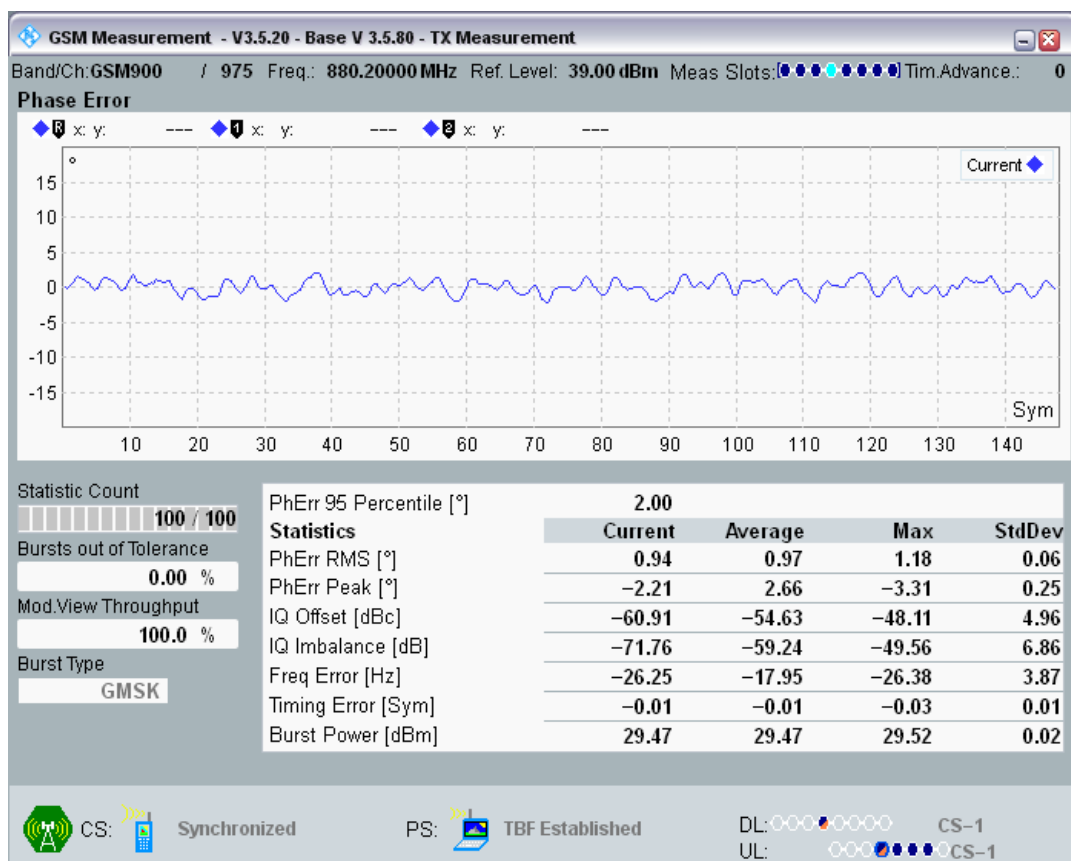 GSM Measurement - V3.5.20 - Base V 3.5.80 - TX Measurement
Band/Ch:GSM900 / 975 Freq.: 880.20000 MHz Ref. Level: 39.00 dBm Meas Slots: Tim.Advance.: 0
Phase Error
R x: y: --- 1 x: y: --- 2 x: y: ---
°
Current
15
10
5
0
-5
-10
-15
Sym
10 20 30 40 50 60 70 80 90 100 110 120 130 140
Statistic Count
100 / 100
Bursts out of Tolerance
0.00 %
Mod.View Throughput
100.0 %
Burst Type
GMSK
PhErr 95 Percentile [°] 2.00
Statistics Current Average Max StdDev
PhErr RMS [°] 0.94 0.97 1.18 0.06
PhErr Peak [°] −2.21 2.66 −3.31 0.25
IQ Offset [dBc] −60.91 −54.63 −48.11 4.96
IQ Imbalance [dB] −71.76 −59.24 −49.56 6.86
Freq Error [Hz] −26.25 −17.95 −26.38 3.87
Timing Error [Sym] −0.01 −0.01 −0.03 0.01
Burst Power [dBm] 29.47 29.47 29.52 0.02
CS: Synchronized PS: TBF Established DL: CS−1
UL: CS−1